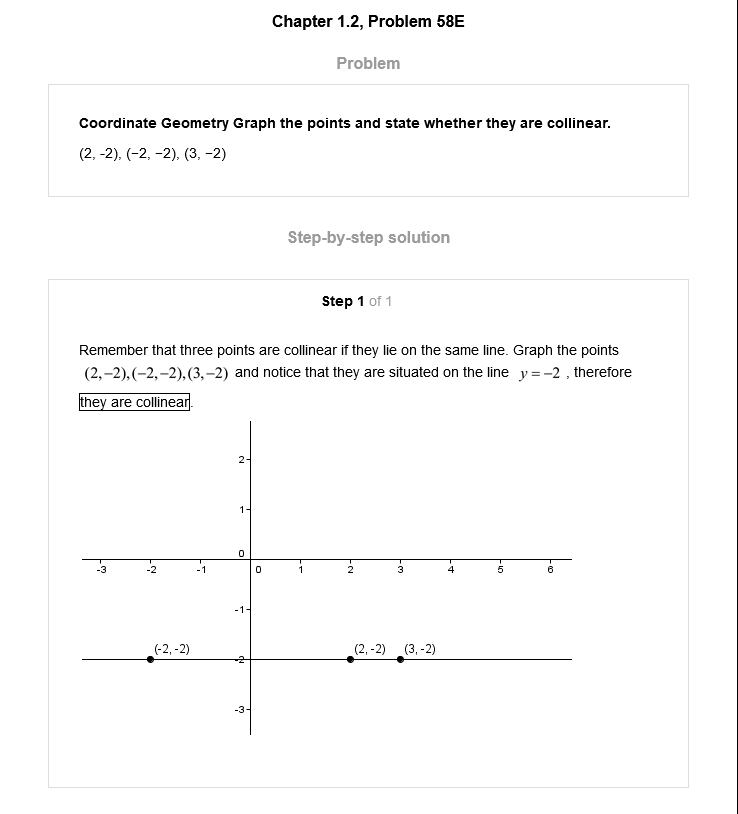 Chapter 1.2, Problem 58E
Problem
Coordinate Geometry Graph the points and state whether they are collinear.
(2, -2), (−2, −2), (3, −2)
Step-by-step solution
Step 1 of 1
Remember that three points are collinear if they lie on the same line. Graph the points
(2,−2),(−2,−2),(3,−2) and notice that they are situated on the line y = −2 , therefore
they are collinear.
2
1
0
-3 -2 -1 0 1 2 3 4 5 6
-1
(-2, -2) (2, -2) (3, -2)
-2
-3